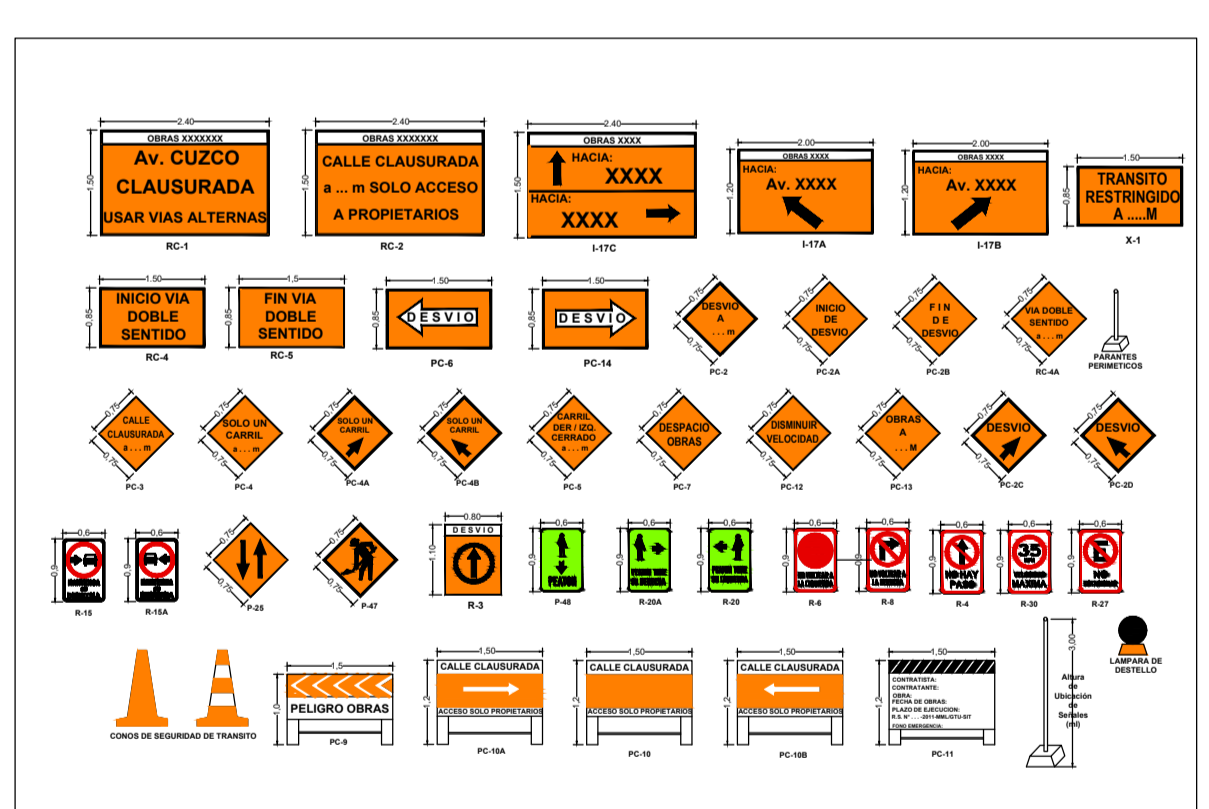 2.40
1.50
OBRAS XXXXXXX
Av. CUZCO
CLAUSURADA
USAR VIAS ALTERNAS
RC-1
2.40
OBRAS XXXXXXX
CALLE CLAUSURADA
a ... m SOLO ACCESO
A PROPIETARIOS
RC-2
2.40
1.50
OBRAS XXXX
HACIA:
XXXX
HACIA:
XXXX
I-17C
2.00
1.20
OBRAS XXXX
HACIA:
Av. XXXX
I-17A
2.00
1.20
OBRAS XXXX
HACIA:
Av. XXXX
I-17B
1.50
0,85
TRANSITO
RESTRINGIDO
A .....M
X-1
1.50
0,85
INICIO VIA
DOBLE
SENTIDO
RC-4
1,5
0,85
FIN VIA
DOBLE
SENTIDO
RC-5
1.50
0,85
DESVIO
PC-6
1.50
0,85
DESVIO
PC-14
0,75
0,75
DESVIO
A
... m
PC-2
0,75
0,75
INICIO
DE
DESVIO
PC-2A
0,75
0,75
F I N
D E
DESVIO
PC-2B
0,75
0,75
VIA DOBLE
SENTIDO
a ... m
RC-4A
PARANTES
PERIMETICOS
0,75
0,75
CALLE
CLAUSURADA
a ... m
PC-3
0,75
0,75
SOLO UN
CARRIL
a ... m
PC-4
0,75
0,75
SOLO UN
CARRIL
PC-4A
0,75
0,75
SOLO UN
CARRIL
PC-4B
0,75
0,75
CARRIL
DER / IZQ.
CERRADO
a ... m
PC-5
0,75
0,75
DESPACIO
OBRAS
PC-7
0,75
0,75
DISMINUIR
VELOCIDAD
PC-12
0,75
0,75
OBRAS
A
... M
PC-13
0,75
0,75
DESVIO
PC-2C
0,75
0,75
DESVIO
PC-2D
0,6
0,9
R-15
0,6
0,9
R-15A
0,75
0,75
P-25
0,75
0,75
P-47
0.80
1.10
DESVIO
R-3
0,6
0,9
PEATON
P-48
0,6
0,9
R-20A
0,6
0,9
R-20
0,6
0,9
R-6
0,6
0,9
R-8
0,6
0,9
NO HAY
PASO
R-4
0,6
0,9
35
MAXIMA
R-30
0,6
0,9
NO
R-27
CONOS DE SEGURIDAD DE TRANSITO
1,5
1,0
PELIGRO OBRAS
PC-9
1,50
1,2
CALLE CLAUSURADA
ACCESO SOLO PROPIETARIOS
PC-10A
1,50
CALLE CLAUSURADA
ACCESO SOLO PROPIETARIOS
PC-10
1,50
1,2
CALLE CLAUSURADA
ACCESO SOLO PROPIETARIOS
PC-10B
1,50
1,2
CONTRATISTA:
CONTRATANTE:
OBRA:
FECHA DE OBRAS:
PLAZO DE EJECUCION:
R.S. N° . . . -2011-MML/GTU-SIT
FONO EMERGENCIA:
PC-11
3,00
Altura
de
Ubicación
de
Señales
(ml)
LAMPARA DE
DESTELLO